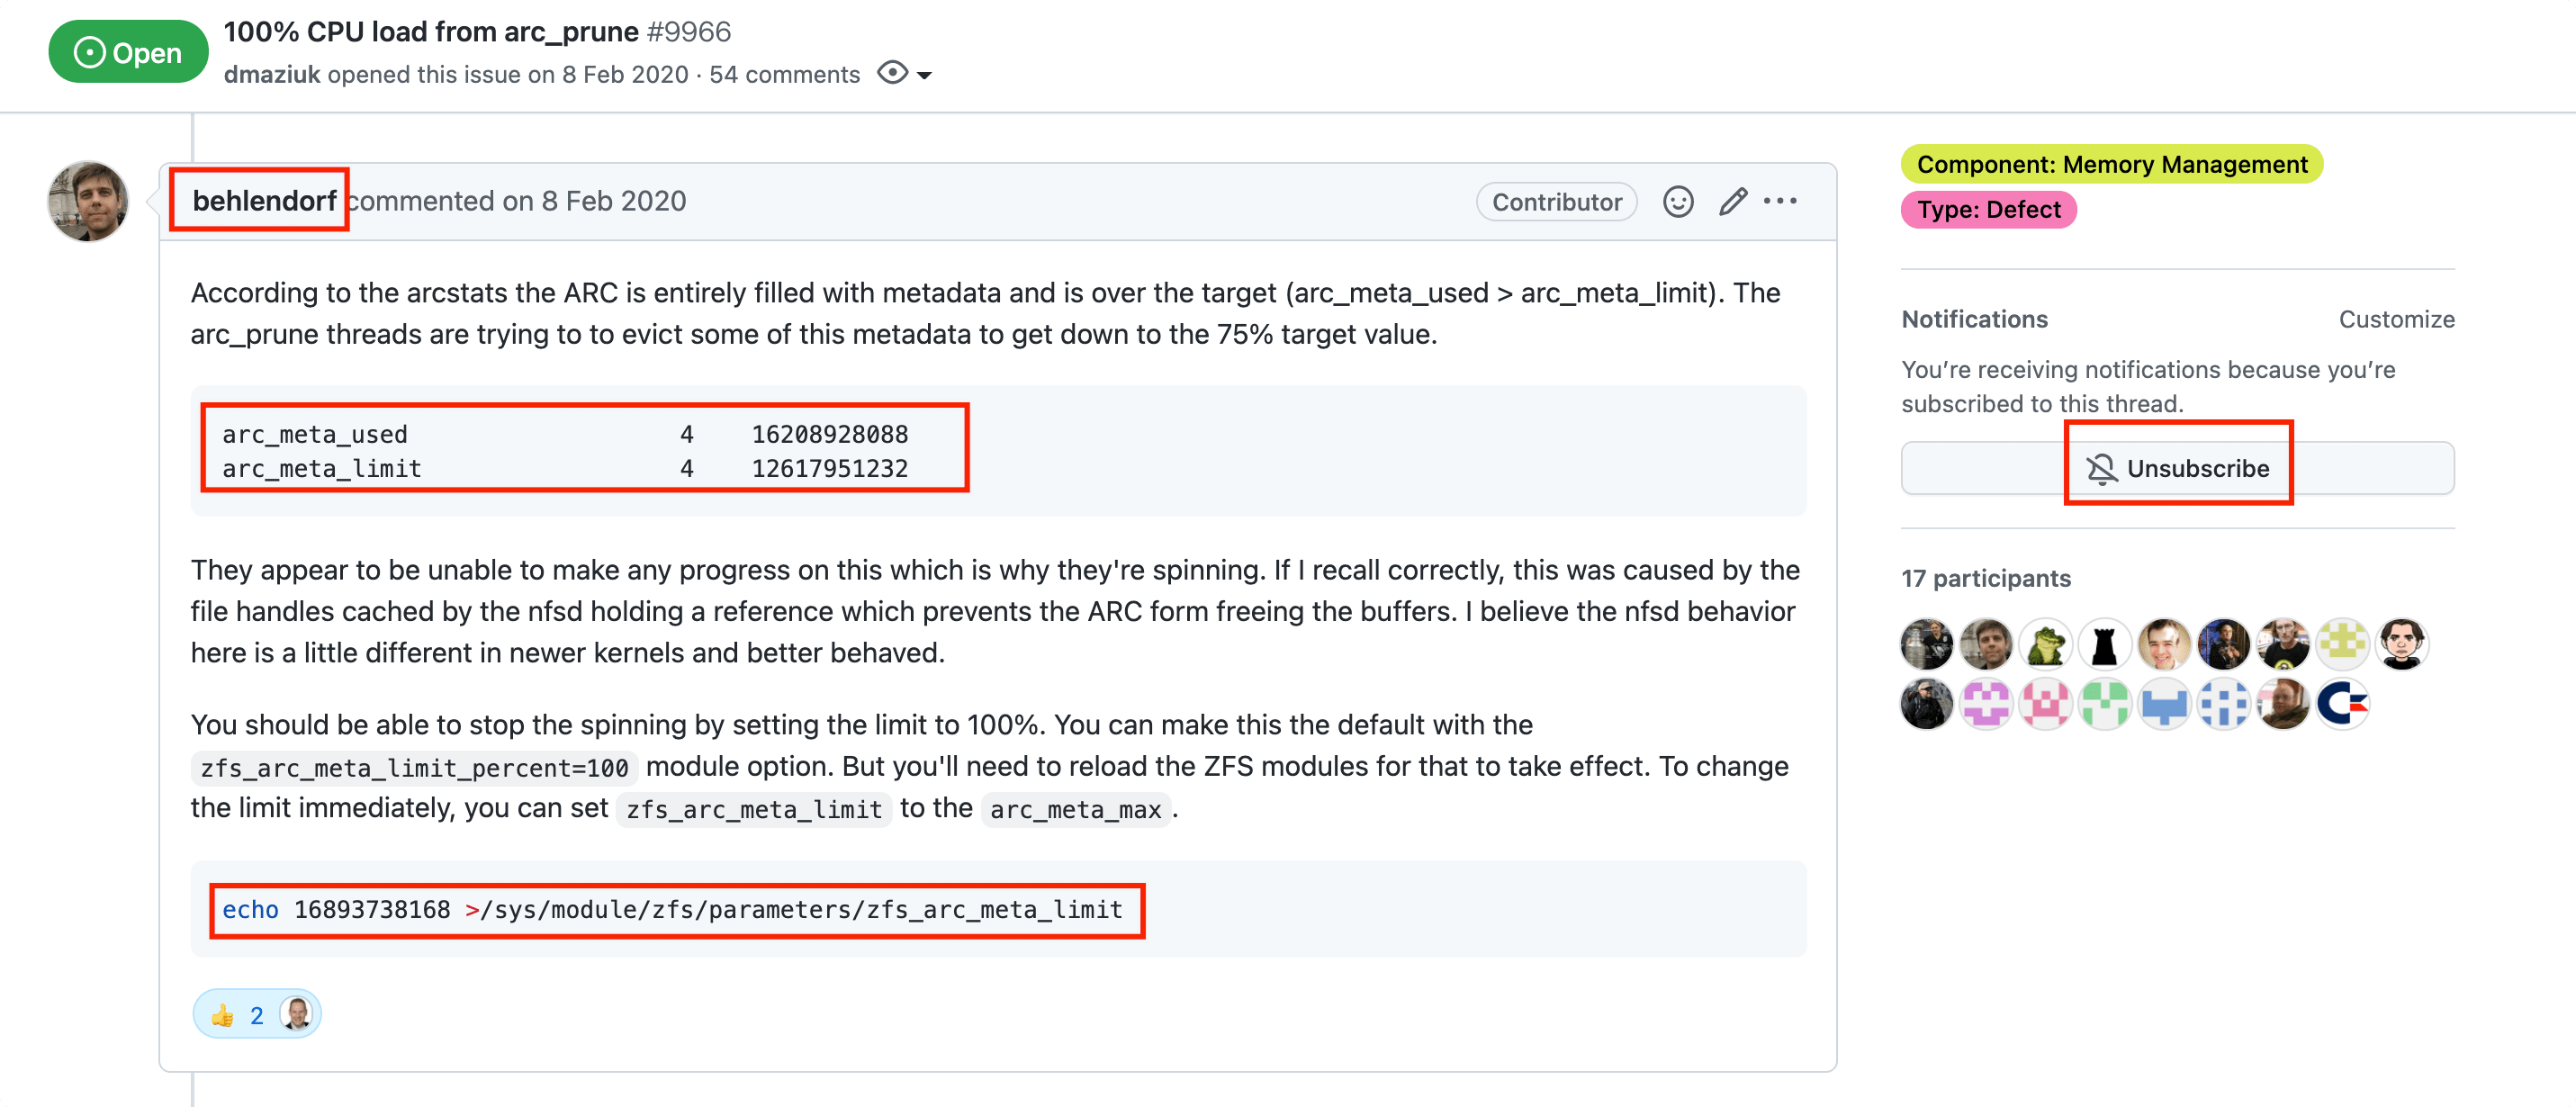 Open
100% CPU load from arc_prune #9966
dmaziuk opened this issue on 8 Feb 2020 · 54 comments
behlendorf commented on 8 Feb 2020
Contributor
According to the arcstats the ARC is entirely filled with metadata and is over the target (arc_meta_used > arc_meta_limit). The
arc_prune threads are trying to to evict some of this metadata to get down to the 75% target value.
arc_meta_used 4 16208928088
arc_meta_limit 4 12617951232
They appear to be unable to make any progress on this which is why they're spinning. If I recall correctly, this was caused by the
file handles cached by the nfsd holding a reference which prevents the ARC form freeing the buffers. I believe the nfsd behavior
here is a little different in newer kernels and better behaved.
You should be able to stop the spinning by setting the limit to 100%. You can make this the default with the
zfs_arc_meta_limit_percent=100 module option. But you'll need to reload the ZFS modules for that to take effect. To change
the limit immediately, you can set zfs_arc_meta_limit to the arc_meta_max.
echo 16893738168 >/sys/module/zfs/parameters/zfs_arc_meta_limit
👍 2
Component: Memory Management
Type: Defect
Notifications
Customize
You’re receiving notifications because you’re
subscribed to this thread.
Unsubscribe
17 participants